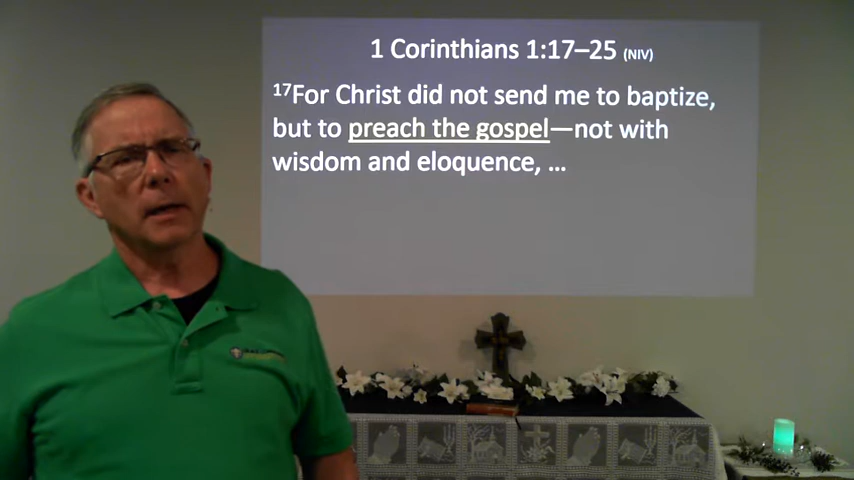 1 Corinthians 1:17–25 (NIV)
17For Christ did not send me to baptize,
but to preach the gospel—not with
wisdom and eloquence, ...